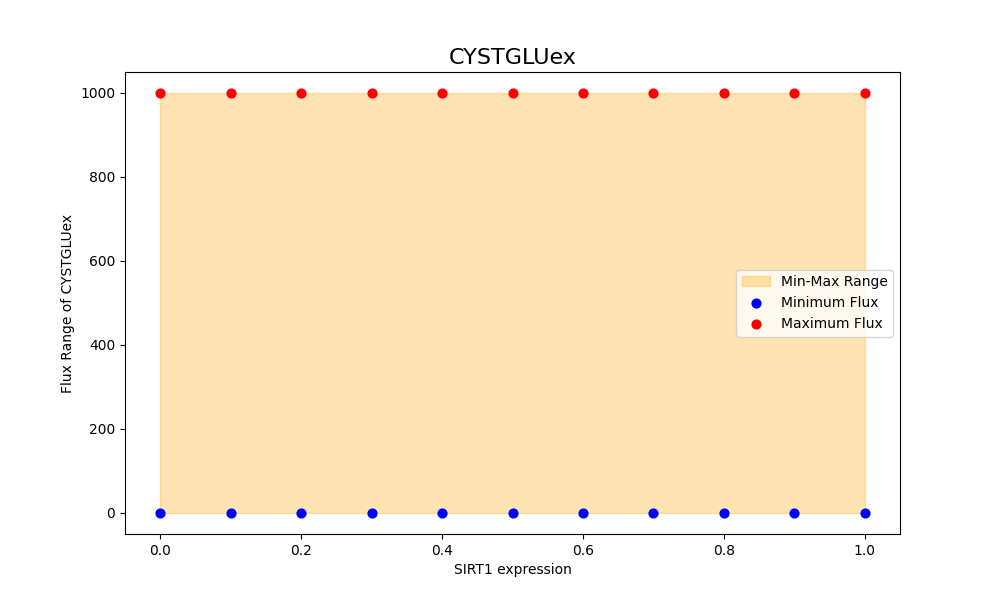 CYSTGLUex
Flux Range of CYSTGLUex
1000
800
600
400
200
0
Min-Max Range
Minimum Flux
Maximum Flux
0.0 0.2 0.4 0.6 0.8 1.0
SIRT1 expression